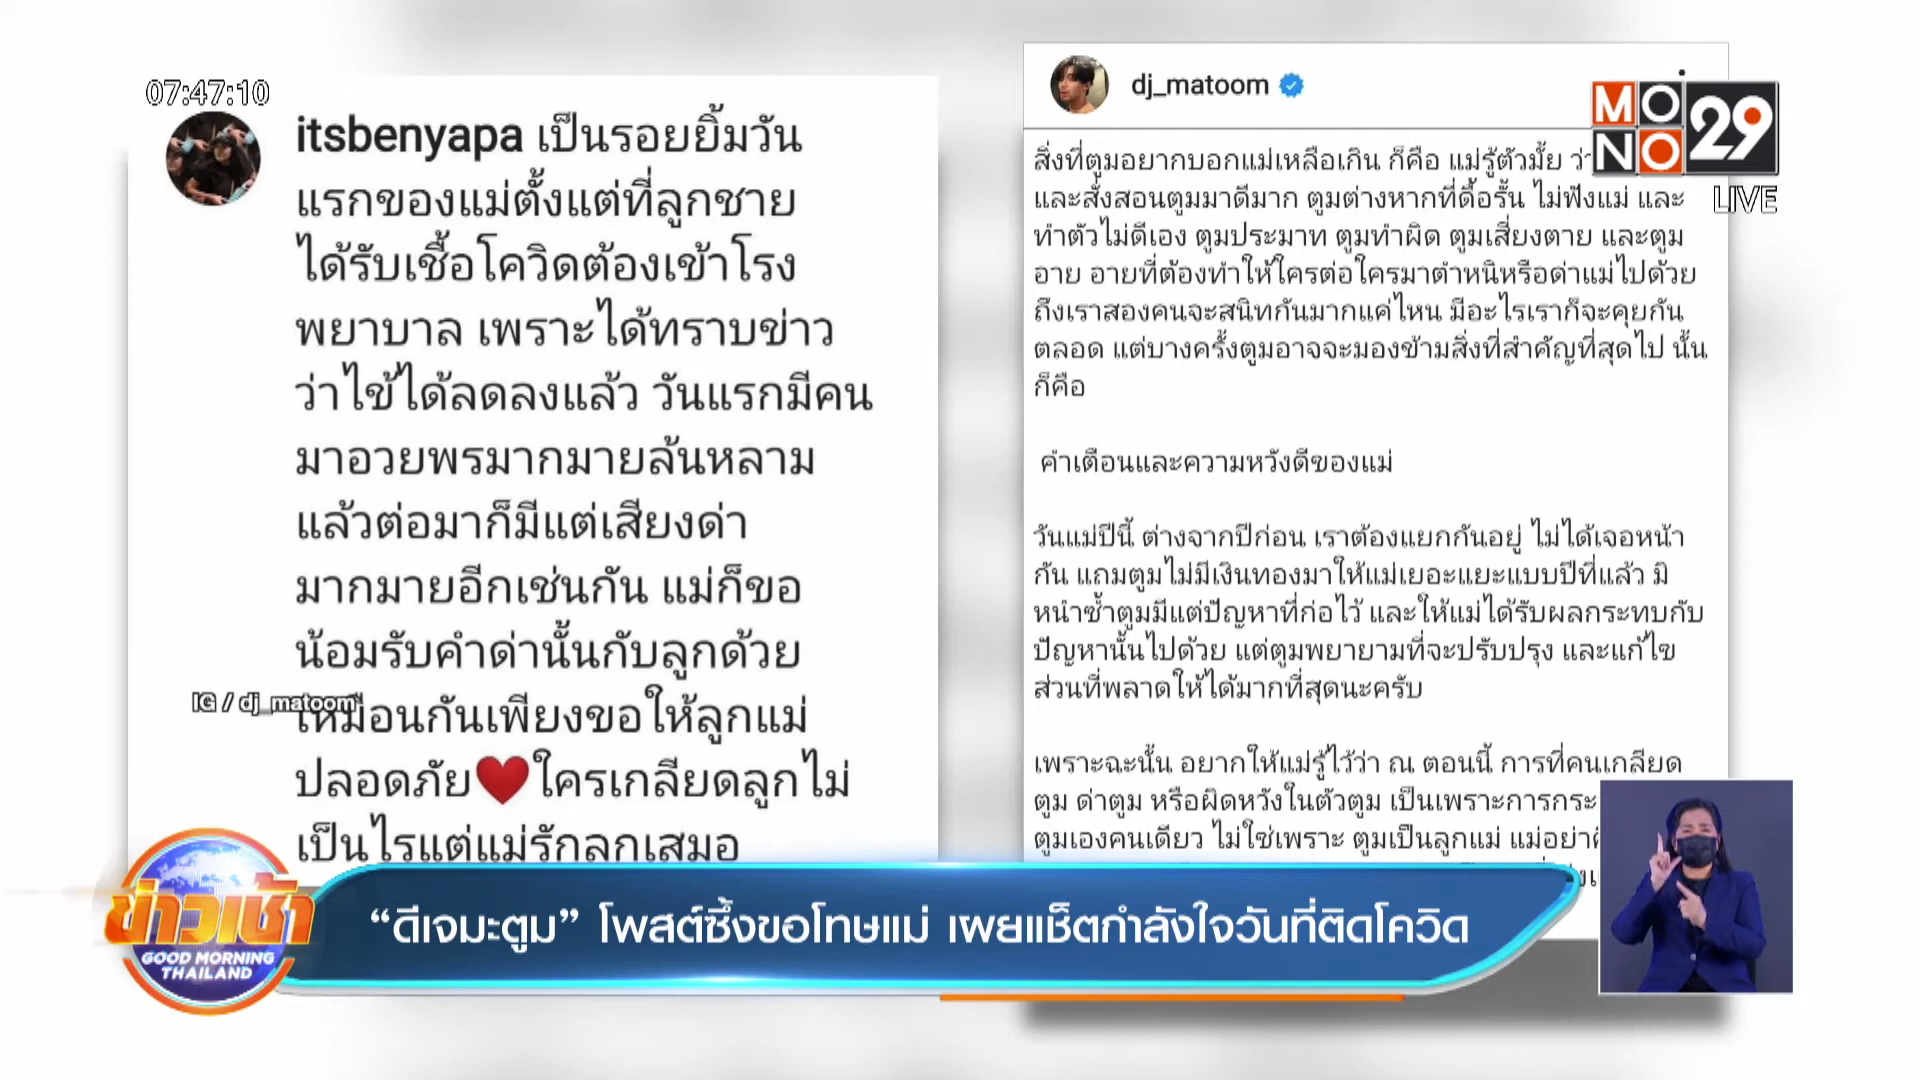 07:47:10
itsbenyapa เป็นรอยยิ้มวัน
แรกของแม่ตั้งแต่ที่ลูกชาย
ได้รับเชื้อโควิดต้องเข้าโรง
พยาบาล เพราะได้ทราบข่าว
ว่าไข้ได้ลดลงแล้ว วันแรกมีคน
มาอวยพรมากมายล้นหลาม
แล้วต่อมาก็มีแต่เสียงด่า
มากมายอีกเช่นกัน แม่ก็ขอ
น้อมรับคำด่านั้นกับลูกด้วย
เหมือนกันเพียงขอให้ลูกแม่
ปลอดภัย❤️ใครเกลียดลูกไม่
เป็นไรแต่แม่รักลูกเสมอ
IG / dj_matoom
dj_matoom
สิ่งที่ตูมอยากบอกแม่เหลือเกิน ก็คือ แม่รู้ตัวมั้ย ว่า
และสั่งสอนตูมมาดีมาก ตูมต่างหากที่ดื้อรั้น ไม่ฟังแม่ และ
ทำตัวไม่ดีเอง ตูมประมาท ตูมทำผิด ตูมเสี่ยงตาย และตูม
อาย อายที่ต้องทำให้ใครต่อใครมาตำหนิหรือด่าแม่ไปด้วย
ถึงเราสองคนจะสนิทกันมากแค่ไหน มีอะไรเราก็จะคุยกัน
ตลอด แต่บางครั้งตูมอาจจะมองข้ามสิ่งที่สำคัญที่สุดไป นั้น
ก็คือ
คำเตือนและความหวังดีของแม่
วันแม่ปีนี้ ต่างจากปีก่อน เราต้องแยกกันอยู่ ไม่ได้เจอหน้า
กัน แถมตูมไม่มีเงินทองมาให้แม่เยอะแยะแบบปีที่แล้ว มิ
หนำซ้ำตูมมีแต่ปัญหาที่ก่อไว้ และให้แม่ได้รับผลกระทบกับ
ปัญหานั้นไปด้วย แต่ตูมพยายามที่จะปรับปรุง และแก้ไข
ส่วนที่พลาดให้ได้มากที่สุดนะครับ
เพราะฉะนั้น อยากให้แม่รู้ไว้ว่า ณ ตอนนี้ การที่คนเกลียด
ตูม ด่าตูม หรือผิดหวังในตัวตูม เป็นเพราะการกระ
ตูมเองคนเดียว ไม่ใช่เพราะ ตูมเป็นลูกแม่ แม่อย่า
MONO 29
LIVE
ข่าวเช้า
GOOD MORNING
THAILAND
“ดีเจมะตูม” โพสต์ซึ้งขอโทษแม่ เผยแช็ตกำลังใจวันที่ติดโควิด